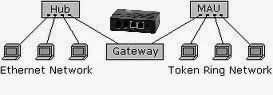 Hub
MAU
Gateway
Ethernet Network
Token Ring Network